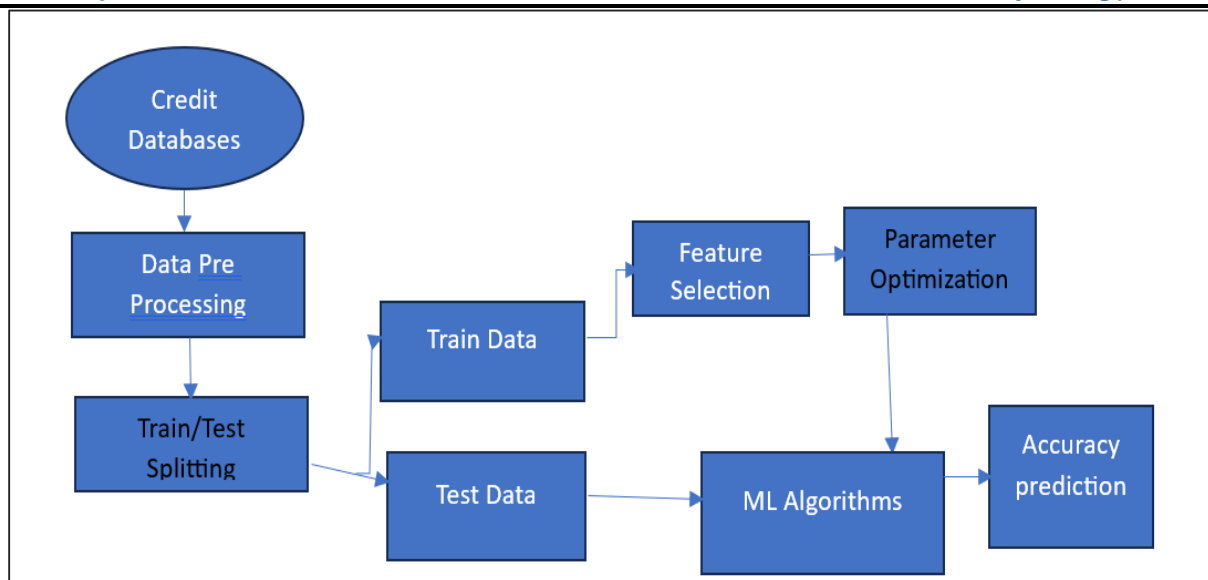 Credit
Databases
Data Pre
Processing
Train/Test
Splitting
Train Data
Test Data
Feature
Selection
Parameter
Optimization
ML Algorithms
Accuracy
prediction